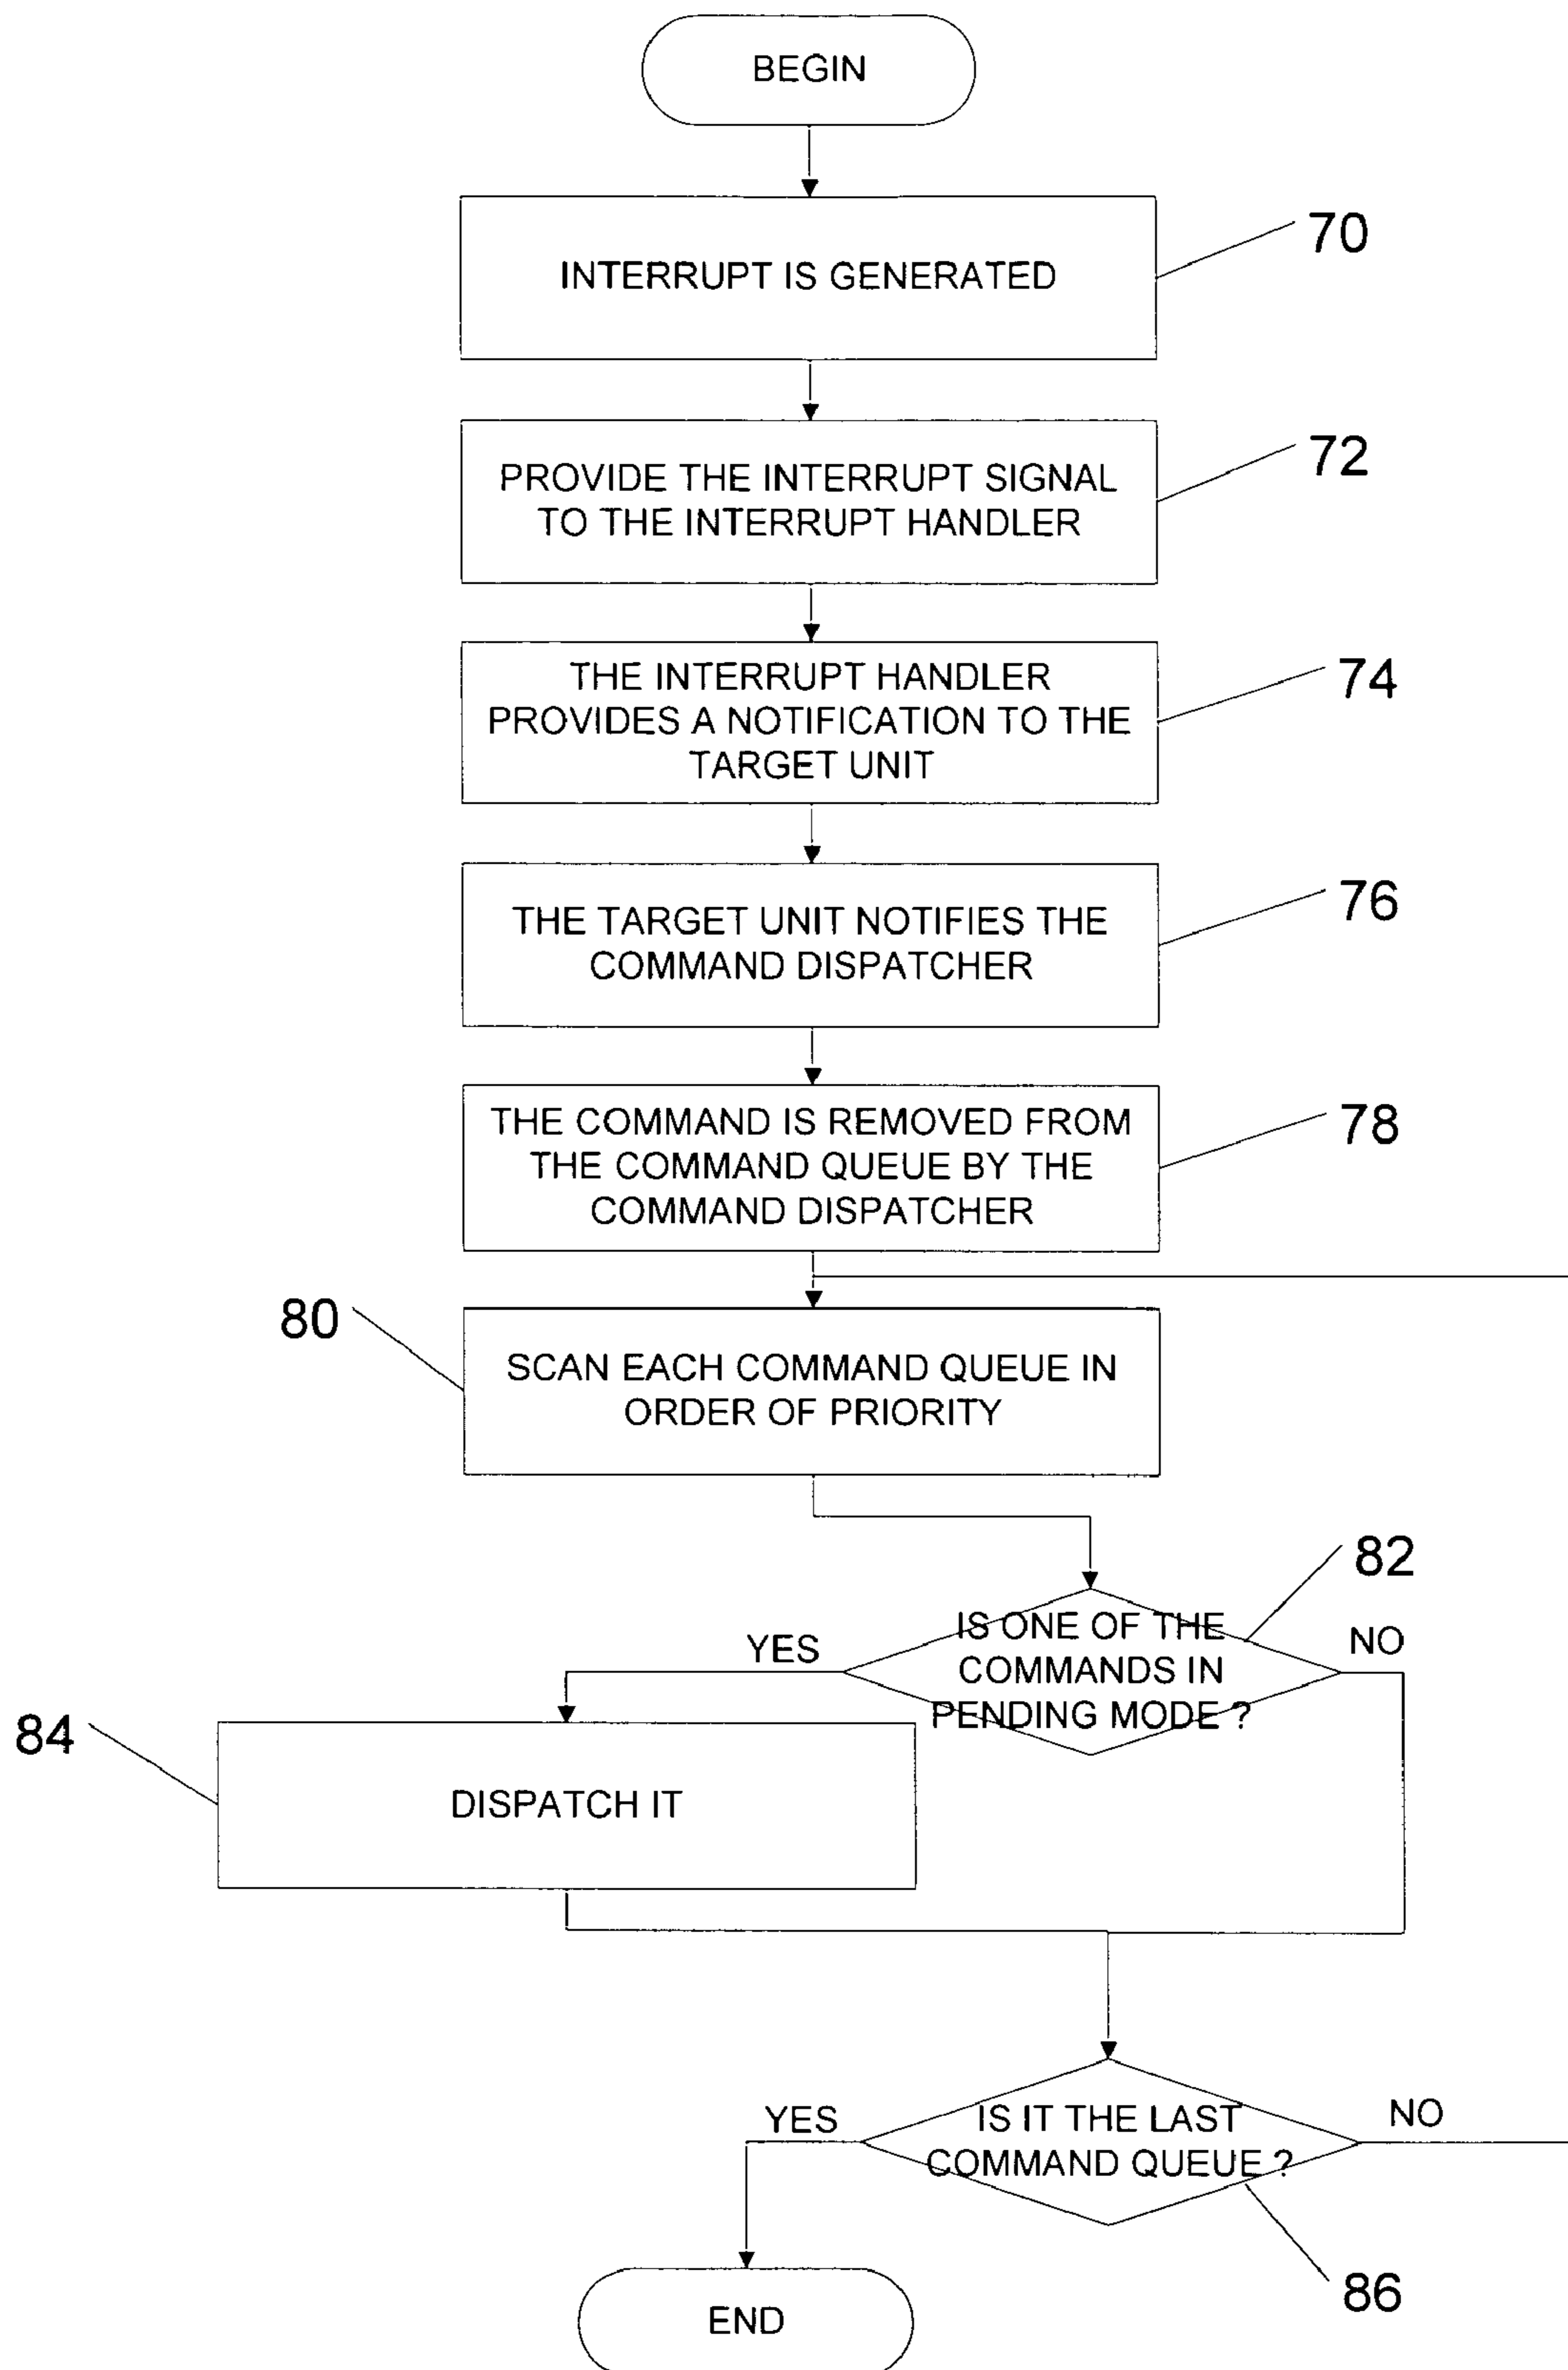 BEGIN
INTERRUPT IS GENERATED
70
PROVIDE THE INTERRUPT SIGNAL
TO THE INTERRUPT HANDLER
72
THE INTERRUPT HANDLER
PROVIDES A NOTIFICATION TO THE
TARGET UNIT
74
THE TARGET UNIT NOTIFIES THE
COMMAND DISPATCHER
76
THE COMMAND IS REMOVED FROM
THE COMMAND QUEUE BY THE
COMMAND DISPATCHER
78
80
SCAN EACH COMMAND QUEUE IN
ORDER OF PRIORITY
82
YES
IS ONE OF THE
COMMANDS IN
PENDING MODE ?
NO
84
DISPATCH IT
YES
IS IT THE LAST
COMMAND QUEUE ?
NO
86
END